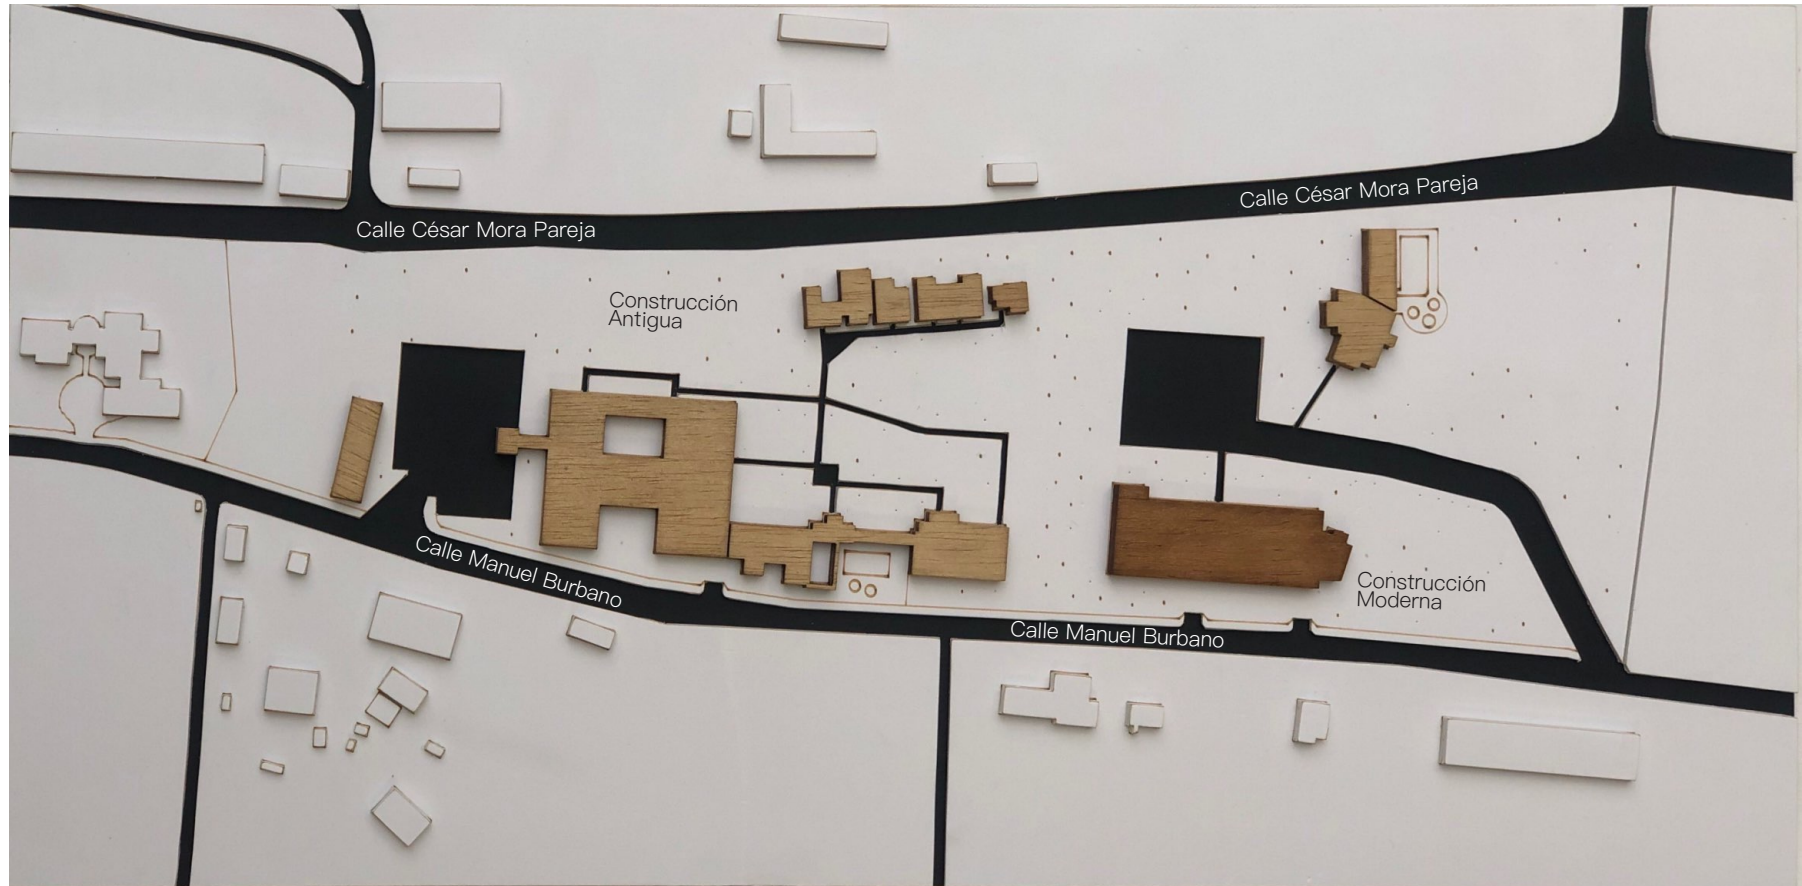 Calle César Mora Pareja
Calle César Mora Pareja
Construcción
Antigua
Calle Manuel Burbano
Construcción
Moderna
Calle Manuel Burbano